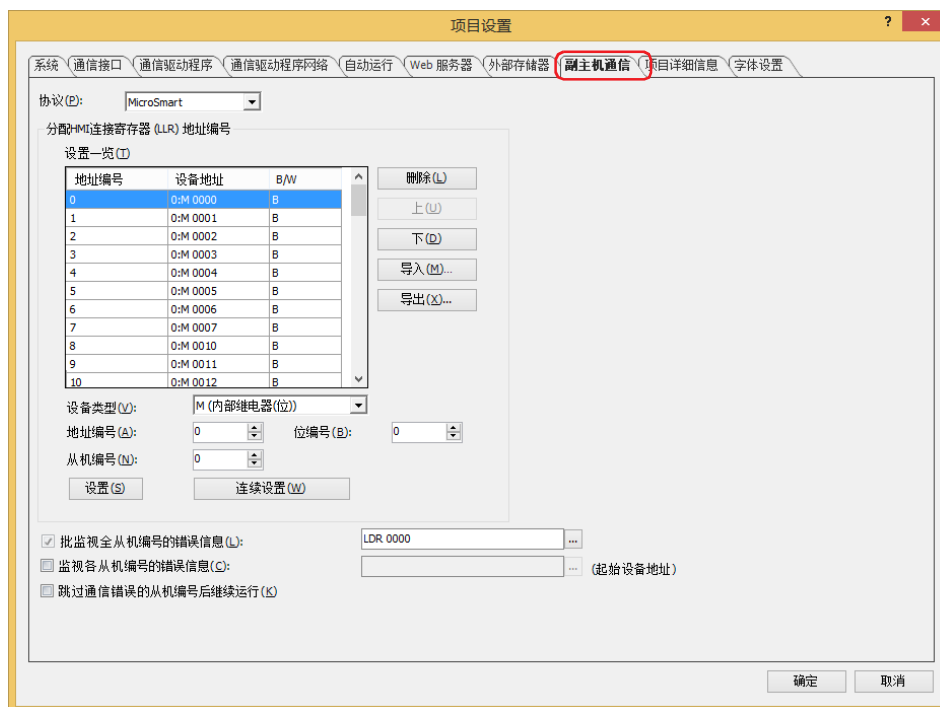 项目设置
? ×
系统 通信接口 通信驱动程序 通信驱动程序网络 自动运行 Web 服务器 外部存储器 副主机通信 项目详细信息 字体设置
协议(P): MicroSmart
分配HMI连接寄存器 (LLR) 地址编号
设置一览(T)
地址编号 设备地址 B/W
0 0:M 0000 B
1 0:M 0001 B
2 0:M 0002 B
3 0:M 0003 B
4 0:M 0004 B
5 0:M 0005 B
6 0:M 0006 B
7 0:M 0007 B
8 0:M 0010 B
9 0:M 0011 B
10 0:M 0012 B
删除(L)
上(U)
下(D)
导入(M)...
导出(X)...
设备类型(V): M (内部继电器(位))
地址编号(A): 0 位编号(B): 0
从机编号(N): 0
设置(S) 连续设置(W)
批监视全从机编号的错误信息(L): LDR 0000 ...
监视各从机编号的错误信息(C): ... (起始设备地址)
跳过通信错误的从机编号后继续运行(K)
确定 取消